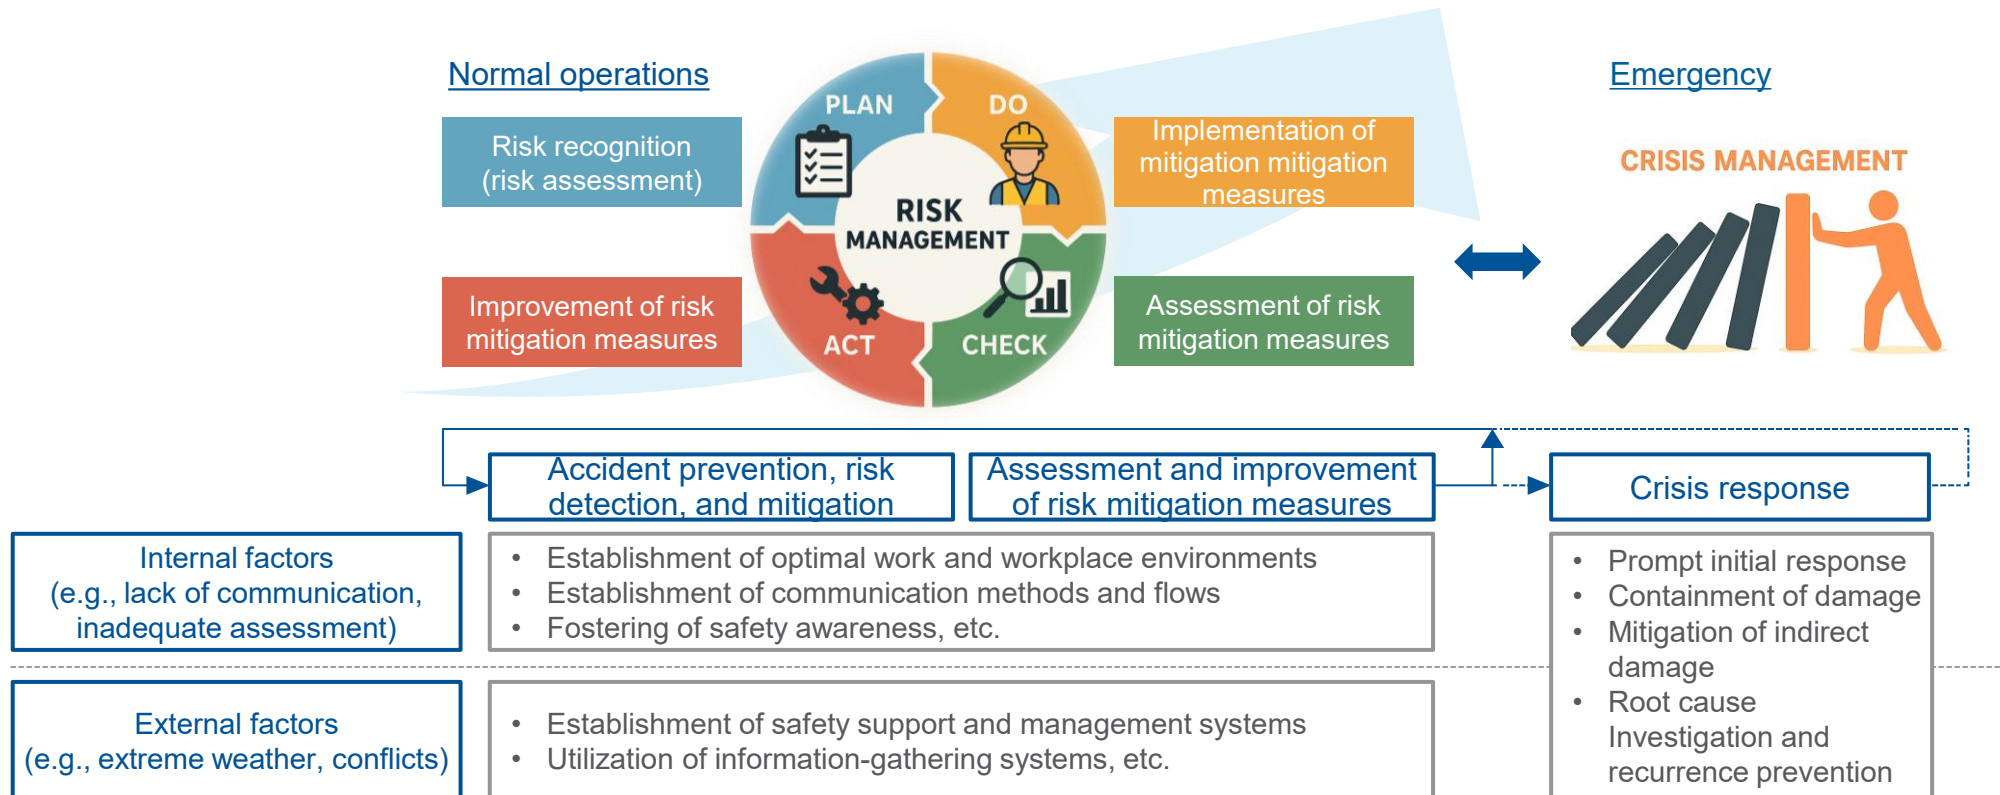 Normal operations
Emergency
Risk recognition
(risk assessment)
PLAN
DO
Implementation of
mitigation mitigation
measures
CRISIS MANAGEMENT
RISK
MANAGEMENT
Improvement of risk
mitigation measures
ACT
CHECK
Assessment of risk
mitigation measures
Accident prevention, risk
detection, and mitigation
Assessment and improvement
of risk mitigation measures
Crisis response
Internal factors
(e.g., lack of communication,
inadequate assessment)
• Establishment of optimal work and workplace environments
• Establishment of communication methods and flows
• Fostering of safety awareness, etc.
• Prompt initial response
• Containment of damage
• Mitigation of indirect
damage
• Root cause
Investigation and
recurrence prevention
External factors
(e.g., extreme weather, conflicts)
• Establishment of safety support and management systems
• Utilization of information-gathering systems, etc.